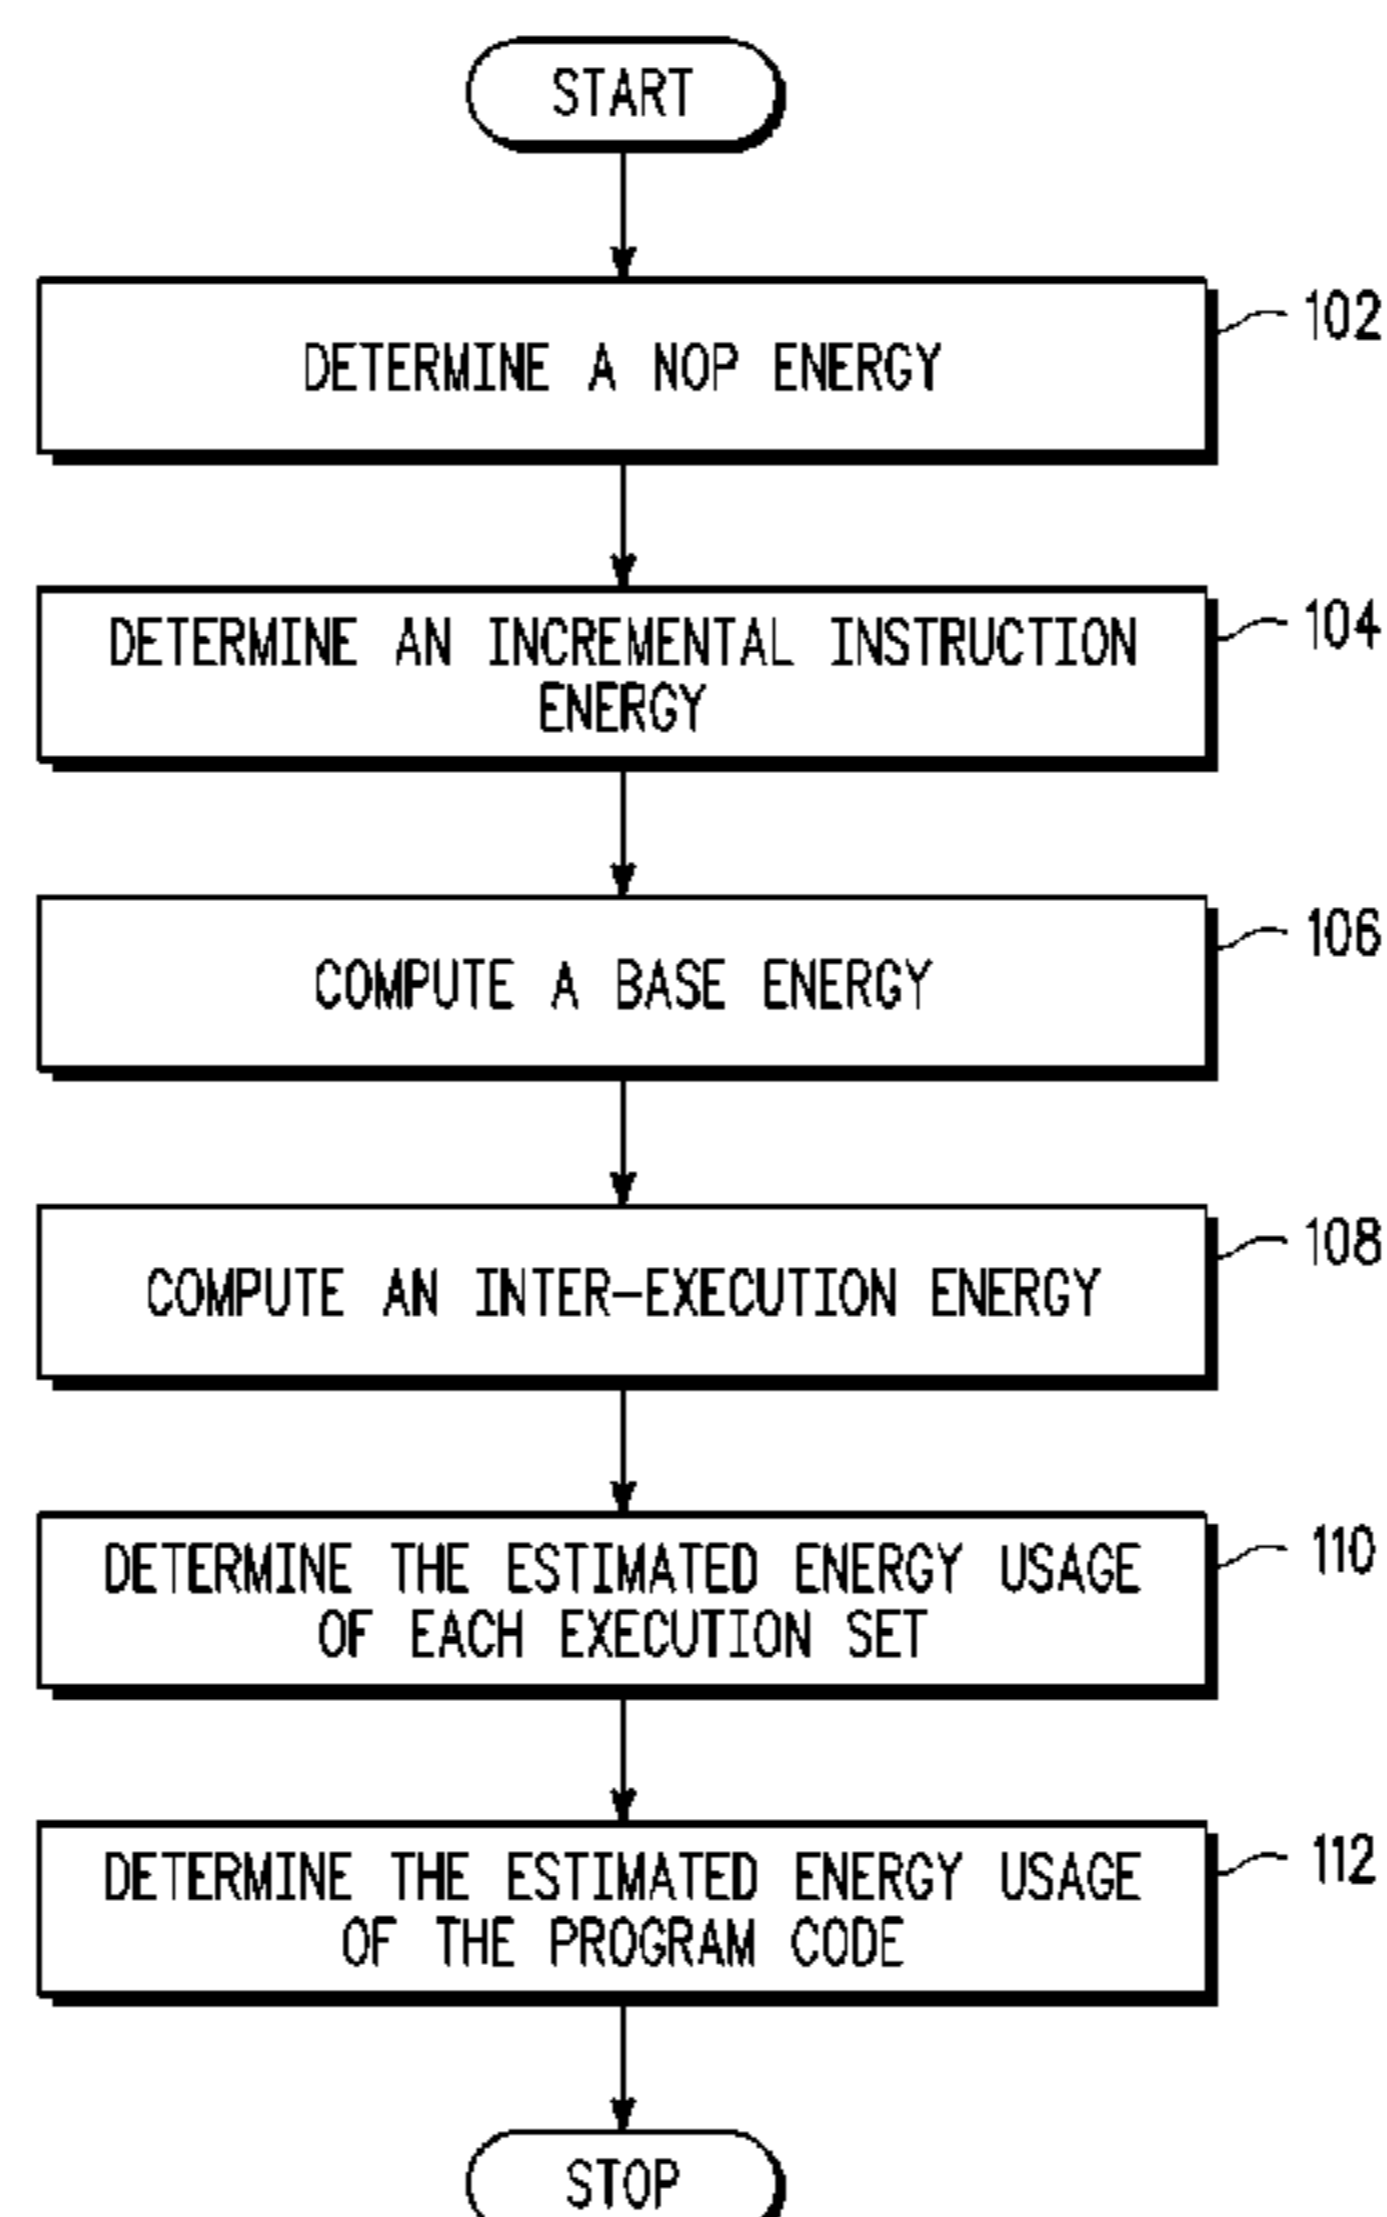 START
DETERMINE A NOP ENERGY
102
DETERMINE AN INCREMENTAL INSTRUCTION
ENERGY
104
COMPUTE A BASE ENERGY
106
COMPUTE AN INTER-EXECUTION ENERGY
108
DETERMINE THE ESTIMATED ENERGY USAGE
OF EACH EXECUTION SET
110
DETERMINE THE ESTIMATED ENERGY USAGE
OF THE PROGRAM CODE
112
STOP